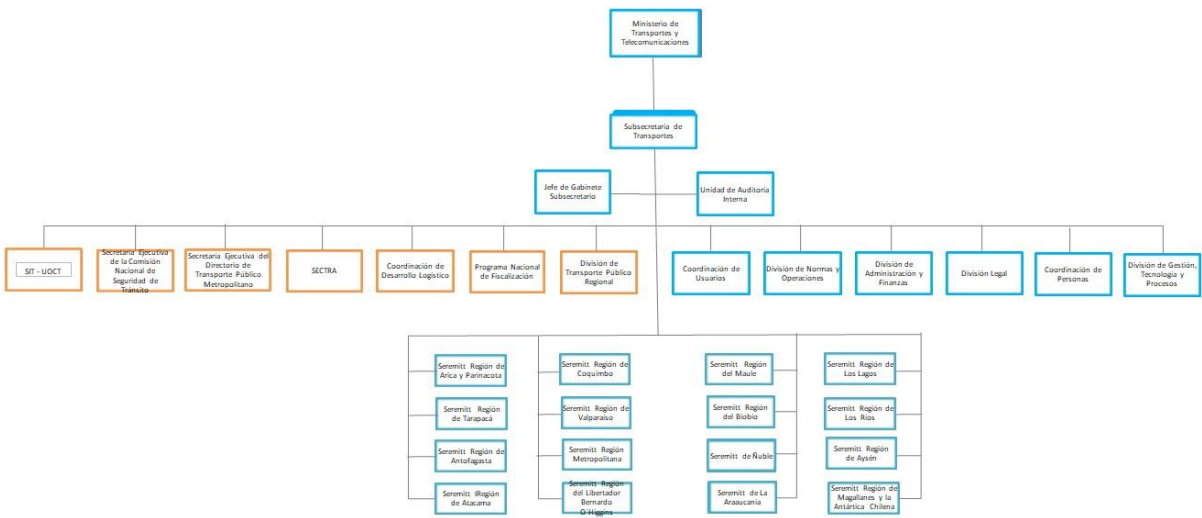 Ministerio de
Transportes y
Telecomunicaciones
Subsecretaría de
Transportes
Jefe de Gabinete
Subsecretario
Unidad de Auditoría
Interna
SIT - UOCT
Secretaría Ejecutiva
de la Comisión
Nacional de
Seguridad de
Tránsito
Secretaría Ejecutiva del
Directorio de
Transporte Público
Metropolitano
SECTRA
Coordinación de
Desarrollo Logístico
Programa Nacional
de Fiscalización
División de
Transporte Público
Regional
Coordinación de
Usuarios
División de Normas y
Operaciones
División de
Administración y
Finanzas
División Legal
Coordinación de
Personas
División de Gestión,
Tecnología y
Procesos
Seremitt Región de
Arica y Parinacota
Seremitt Región
de Tarapacá
Seremitt Región de
Antofagasta
Seremitt IRegión
de Atacama
Seremitt Región de
Coquimbo
Seremitt Región de
Valparaíso
Seremitt Región
Metropolitana
Seremitt Región
del Libertador
Bernardo
O´Higgins
Seremitt Región
del Maule
Seremitt Región
del Biobío
Seremitt de Ñuble
Seremitt de La
Araaucanía
Seremitt Región de
Los Lagos
Seremitt Región de
Los Ríos
Seremitt Región
de Aysén
Seremitt Región de
Magallanes y la
Antártica Chilena